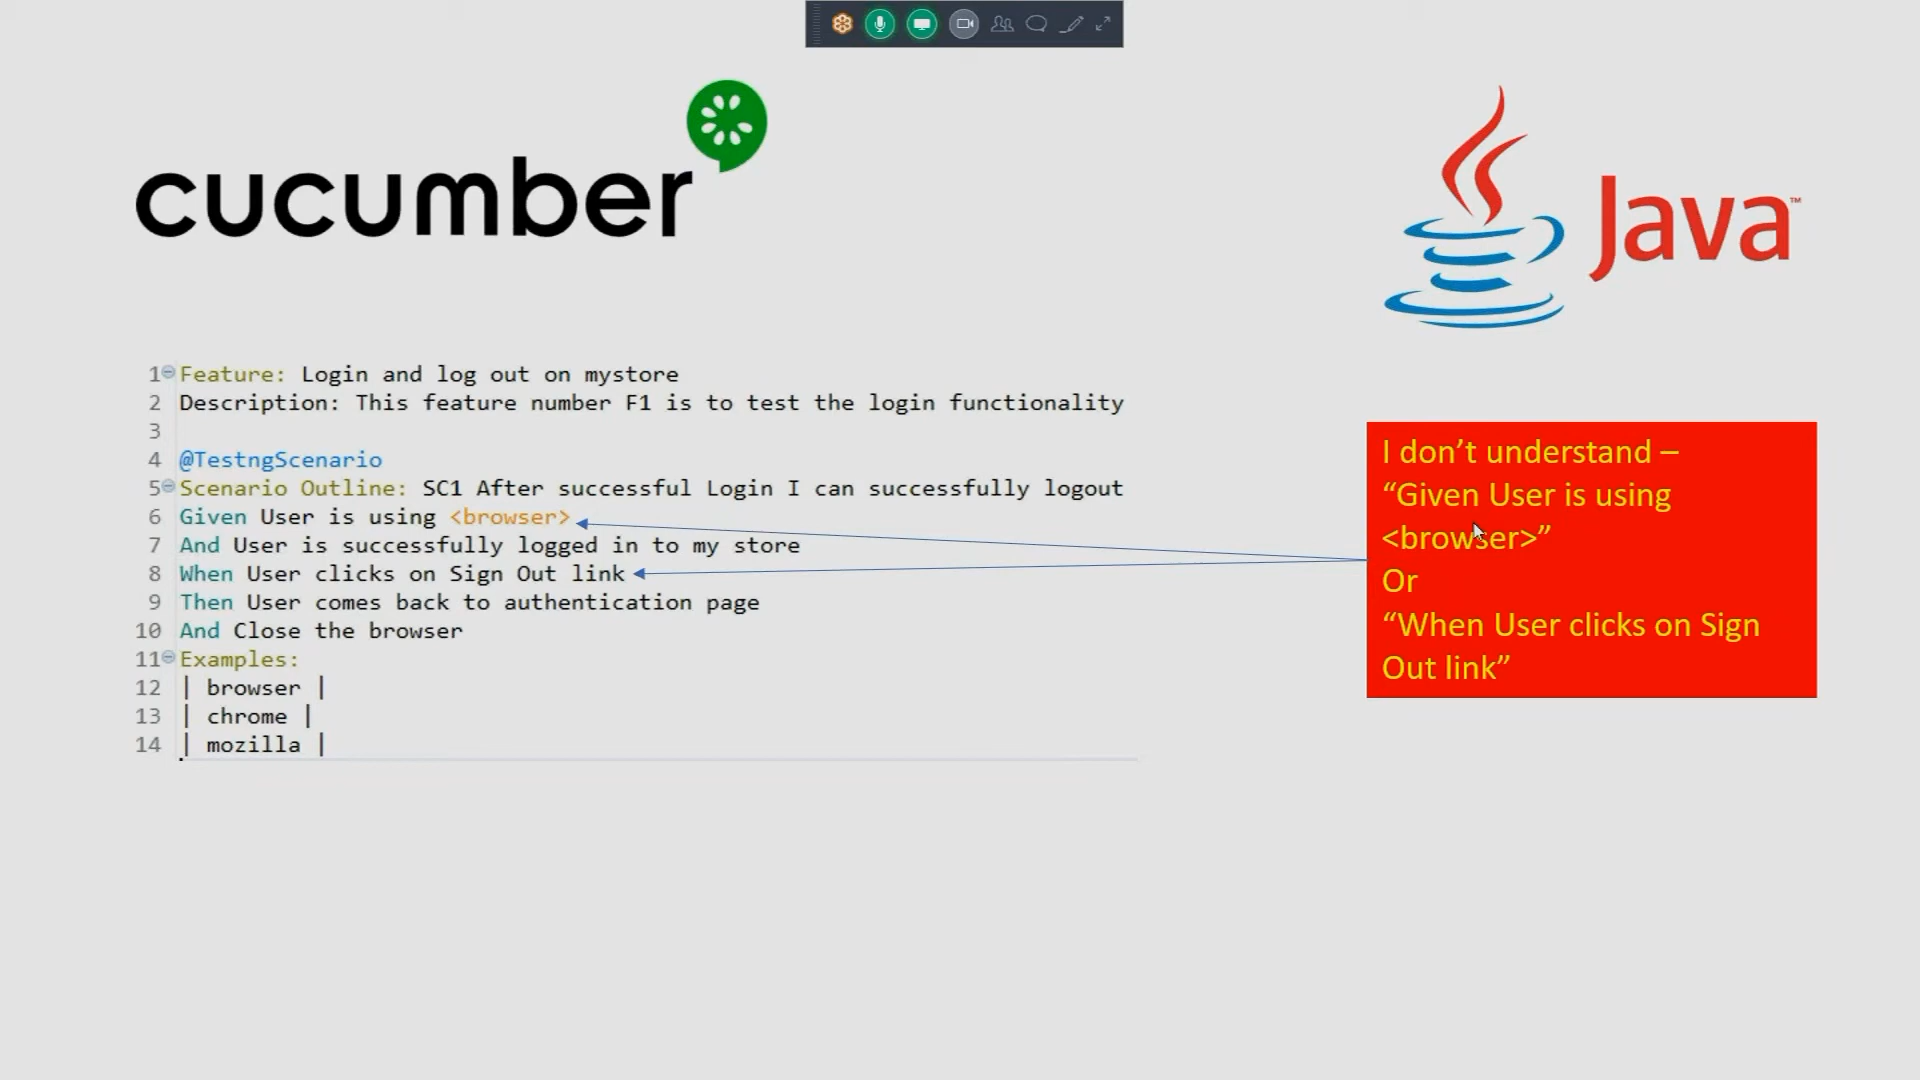 cucumber
Java™
1 Feature: Login and log out on mystore
2 Description: This feature number F1 is to test the login functionality
3
4 @TestngScenario
5 Scenario Outline: SC1 After successful Login I can successfully logout
6 Given User is using <browser>
7 And User is successfully logged in to my store
8 When User clicks on Sign Out link
9 Then User comes back to authentication page
10 And Close the browser
11 Examples:
12 | browser |
13 | chrome |
14 | mozilla |
I don’t understand –
“Given User is using
<browser>”
Or
“When User clicks on Sign
Out link”